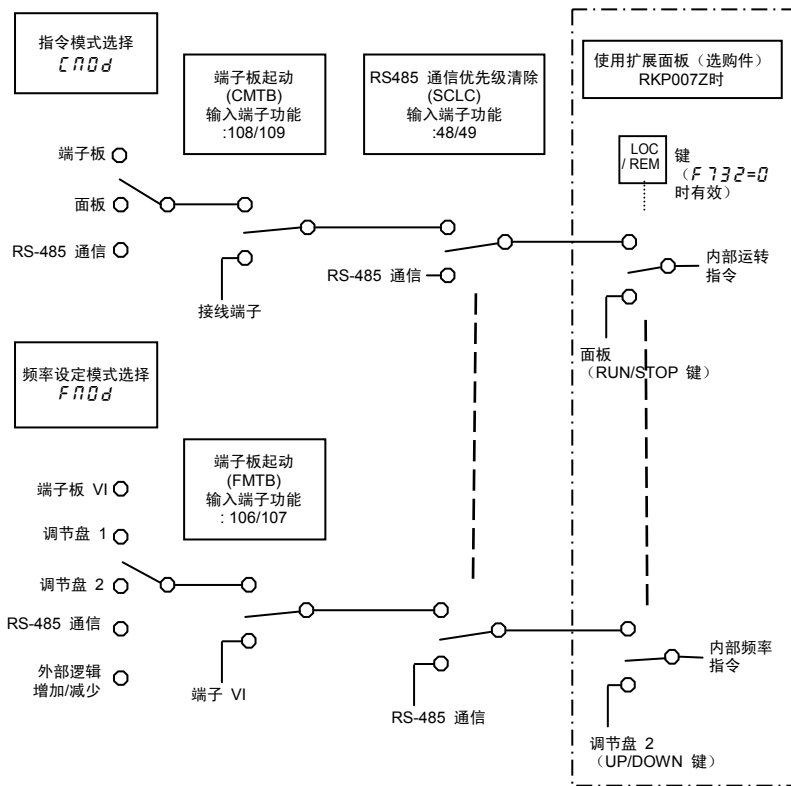 指令模式选择
CMOd
端子板起动
(CMTB)
输入端子功能
:108/109
RS485 通信优先级清除
(SCLC)
输入端子功能
:48/49
使用扩展面板（选购件）
RKP007Z时
LOC
/ REM
键
（F732=0
时有效）
端子板
面板
RS-485 通信
接线端子
RS-485 通信
内部运转
指令
面板
（RUN/STOP 键）
频率设定模式选择
FMOd
端子板起动
(FMTB)
输入端子功能
: 106/107
端子板 VI
调节盘 1
调节盘 2
RS-485 通信
外部逻辑
增加/减少
端子 VI
RS-485 通信
内部频率
指令
调节盘 2
（UP/DOWN 键）